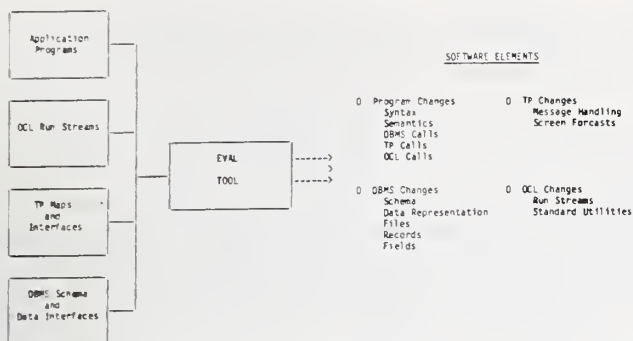 Application
Programs
OCL Run Streams
TP Maps
and
Interfaces
DBMS Schema
and
Data Interfaces
EVAL
TOOL
SOFTWARE ELEMENTS
O Program Changes
Syntax
Semantics
DBMS Calls
TP Calls
OCL Calls
O TP Changes
Message Handling
Screen Forcasts
O DBMS Changes
Schema
Data Representation
Files
Records
Fields
O OCL Changes
Run Streams
Standard Utilities